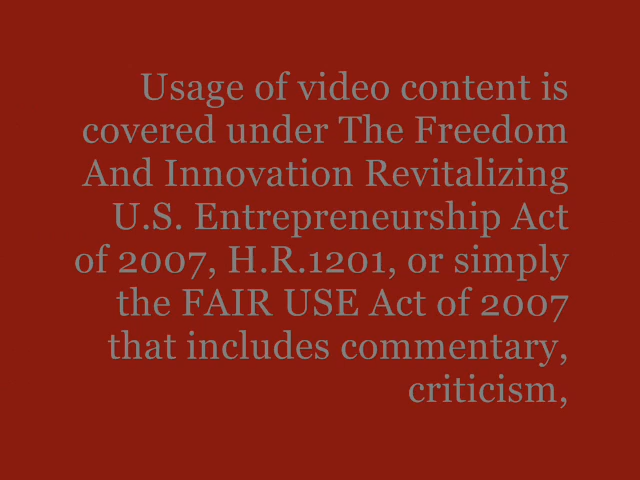 Usage of video content is
covered under The Freedom
And Innovation Revitalizing
U.S. Entrepreneurship Act
of 2007, H.R.1201, or simply
the FAIR USE Act of 2007
that includes commentary,
criticism,